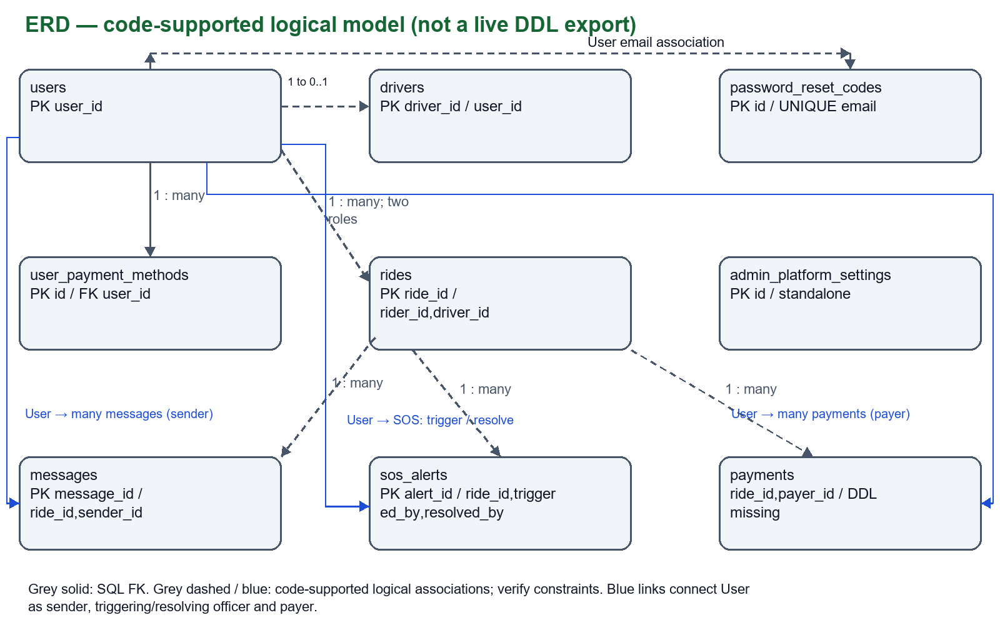 ERD — code-supported logical model (not a live DDL export)
User email association
users
PK user_id
1 to 0..1
drivers
PK driver_id / user_id
password_reset_codes
PK id / UNIQUE email
1 : many
1 : many; two
roles
user_payment_methods
PK id / FK user_id
rides
PK ride_id /
rider_id,driver_id
admin_platform_settings
PK id / standalone
1 : many
1 : many
1 : many
User → many messages (sender)
User → SOS: trigger / resolve
User → many payments (payer)
messages
PK message_id /
ride_id,sender_id
sos_alerts
PK alert_id / ride_id,trigger
ed_by,resolved_by
payments
ride_id,payer_id / DDL
missing
Grey solid: SQL FK. Grey dashed / blue: code-supported logical associations; verify constraints. Blue links connect User
as sender, triggering/resolving officer and payer.